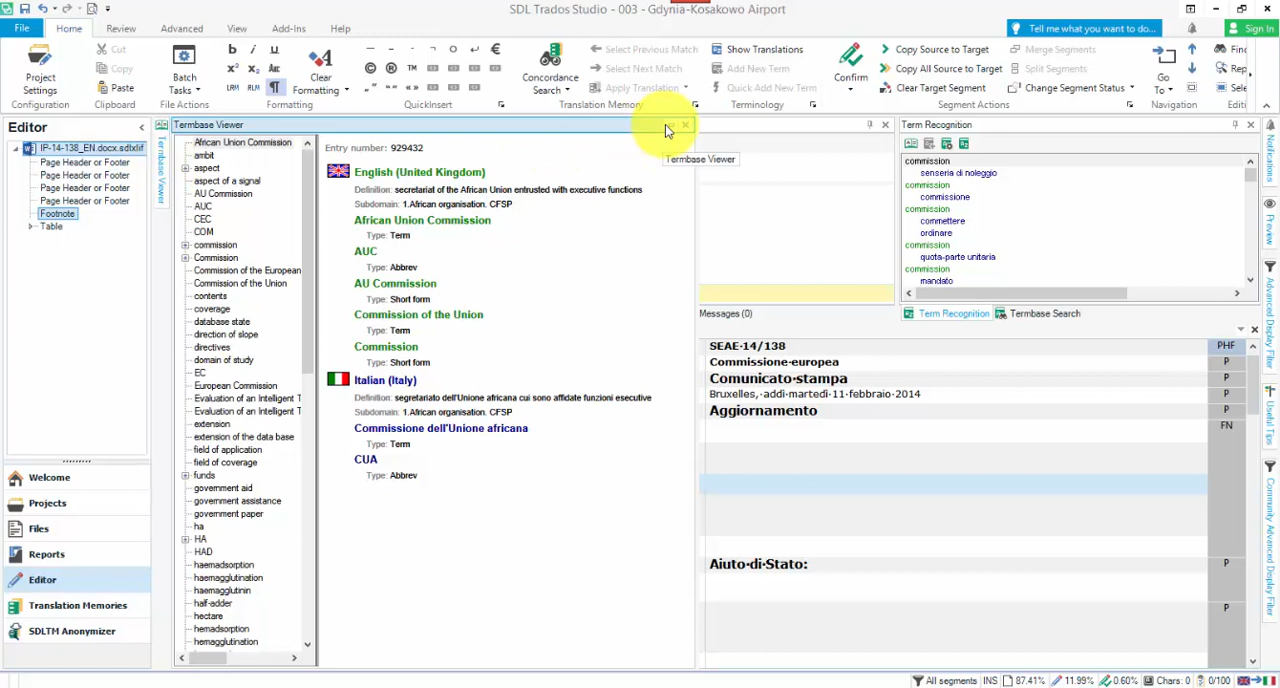 SDL Trados Studio - 003 - Gdynia-Kosakowo Airport
File
Home
Review
Advanced
View
Add-Ins
Help
Tell me what you want to do...
Sign In
Project Settings
Configuration
Cut
Copy
Paste
Clipboard
Batch Tasks
File Actions
Clear Formatting
Formatting
QuickInsert
Concordance Search
Select Previous Match
Select Next Match
Apply Translation
Translation Memory
Show Translations
Add New Term
Quick Add New Term
Terminology
Confirm
Copy Source to Target
Copy All Source to Target
Clear Target Segment
Merge Segments
Split Segments
Change Segment Status
Segment Actions
Go To
Navigation
Editor
IP-14-138_EN.docx.sdlxlif
Page Header or Footer
Page Header or Footer
Page Header or Footer
Page Header or Footer
Footnote
Table
Welcome
Projects
Files
Reports
Editor
Translation Memories
SDLTM Anonymizer
Termbase Viewer
Termbase Viewer
African Union Commission
ambit
aspect
aspect of a signal
AU Commission
AUC
CEC
COM
commission
Commission
Commission of the European
Commission of the Union
contents
coverage
database state
direction of slope
directives
domain of study
EC
European Commission
Evaluation of an Intelligent T
Evaluation of an Intelligent T
extension
extension of the data base
field of application
field of coverage
funds
government aid
government assistance
government paper
ha
HA
HAD
haemadsorption
haemagglutination
haemagglutinin
half-adder
hectare
hemadsorption
hemagglutination
Entry number: 929432
English (United Kingdom)
Definition: secretariat of the African Union entrusted with executive functions
Subdomain: 1.African organisation. CFSP
African Union Commission
Type: Term
AUC
Type: Abbrev
AU Commission
Type: Short form
Commission of the Union
Type: Term
Commission
Type: Short form
Italian (Italy)
Definition: segretariato dell'Unione africana cui sono affidate funzioni esecutive
Subdomain: 1.African organisation. CFSP
Commissione dell'Unione africana
Type: Term
CUA
Type: Abbrev
Termbase Viewer
Messages (0)
Term Recognition
commission
senseria di noleggio
commission
commissione
commission
commettere
ordinare
commission
quota-parte unitaria
commission
mandato
Term Recognition
Termbase Search
SEAE-14/138
PHF
Commissione·europea
P
Comunicato·stampa
P
Bruxelles,·addì·martedì·11·febbraio·2014
P
Aggiornamento
P
FN
Aiuto·di·Stato:
P
P
Notifications
Preview
Advanced Display Filter
Useful Tips
Community Advanced Display Filter
All segments
INS
87.41%
11.99%
0.60%
Chars: 0
0/100